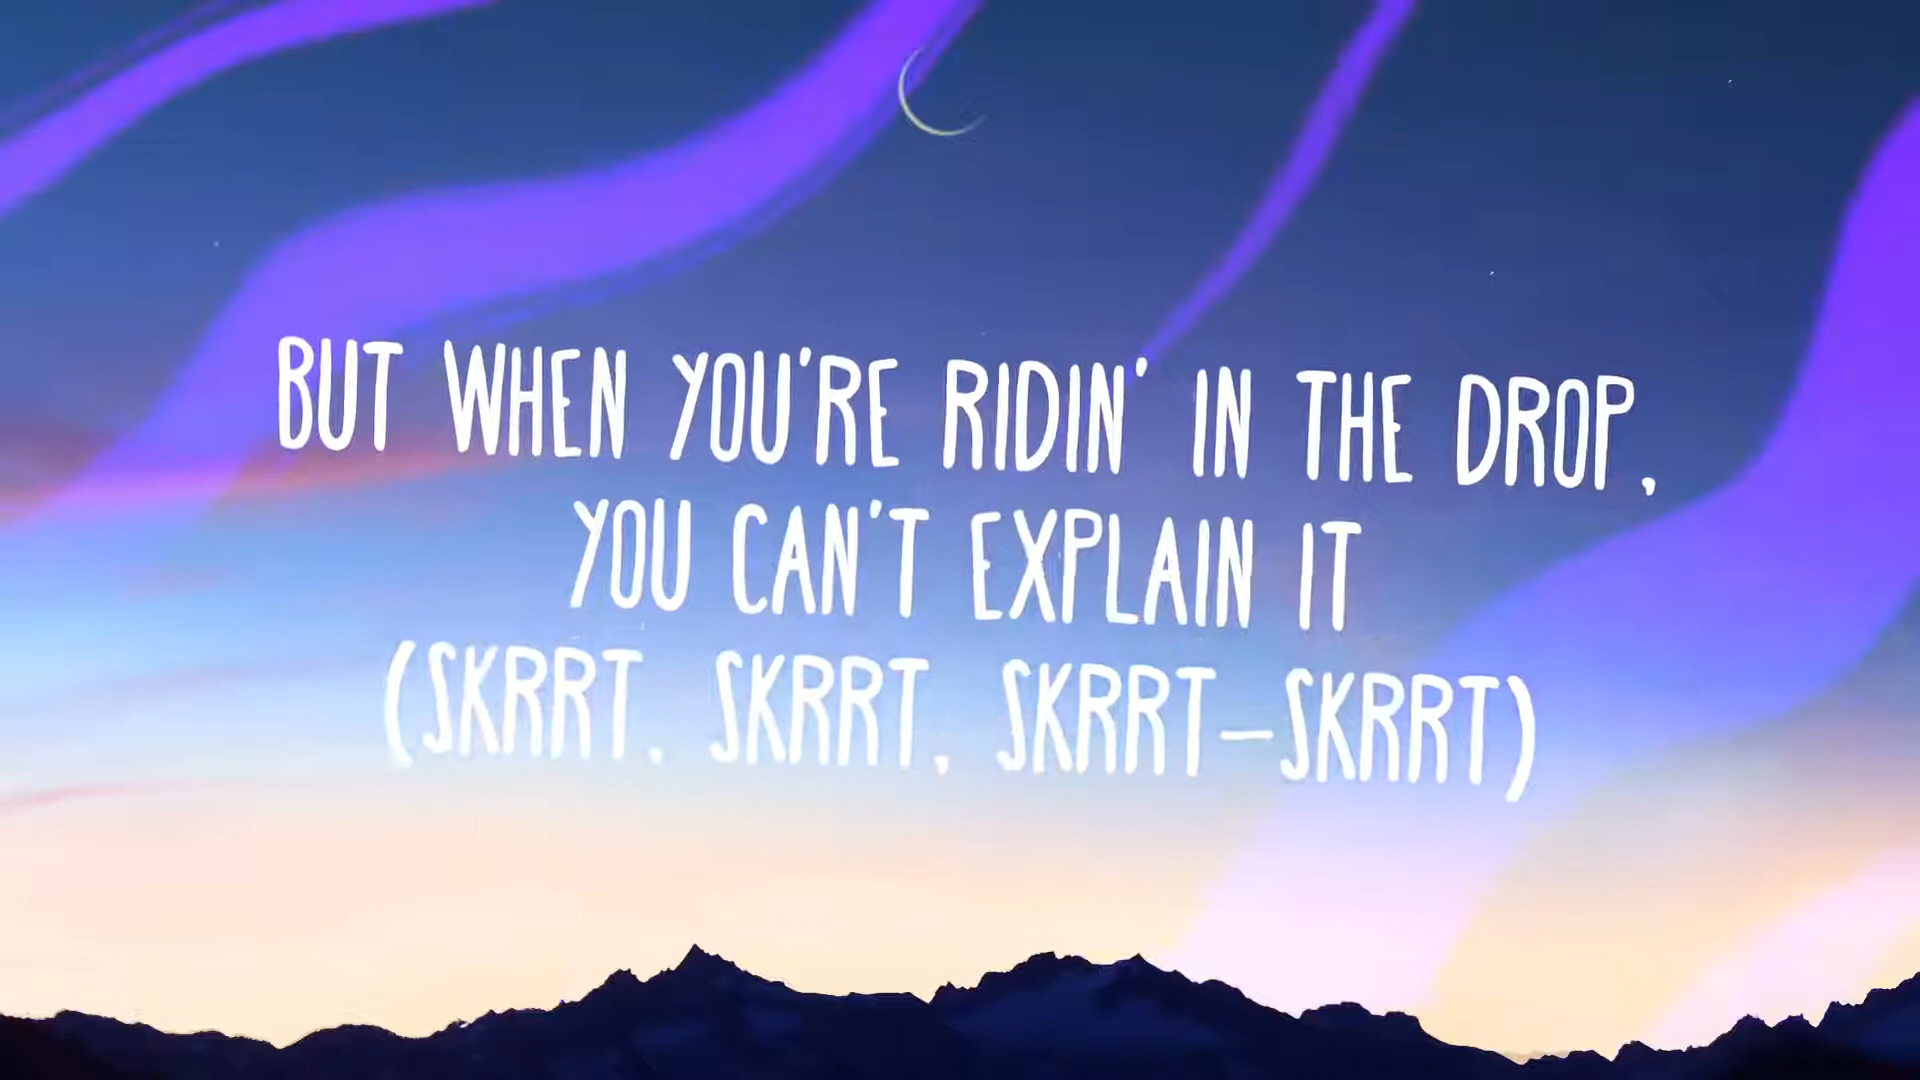 BUT WHEN YOU'RE RIDIN' IN THE DROP,
YOU CAN'T EXPLAIN IT
(SKRRT, SKRRT, SKRRT-SKRRT)